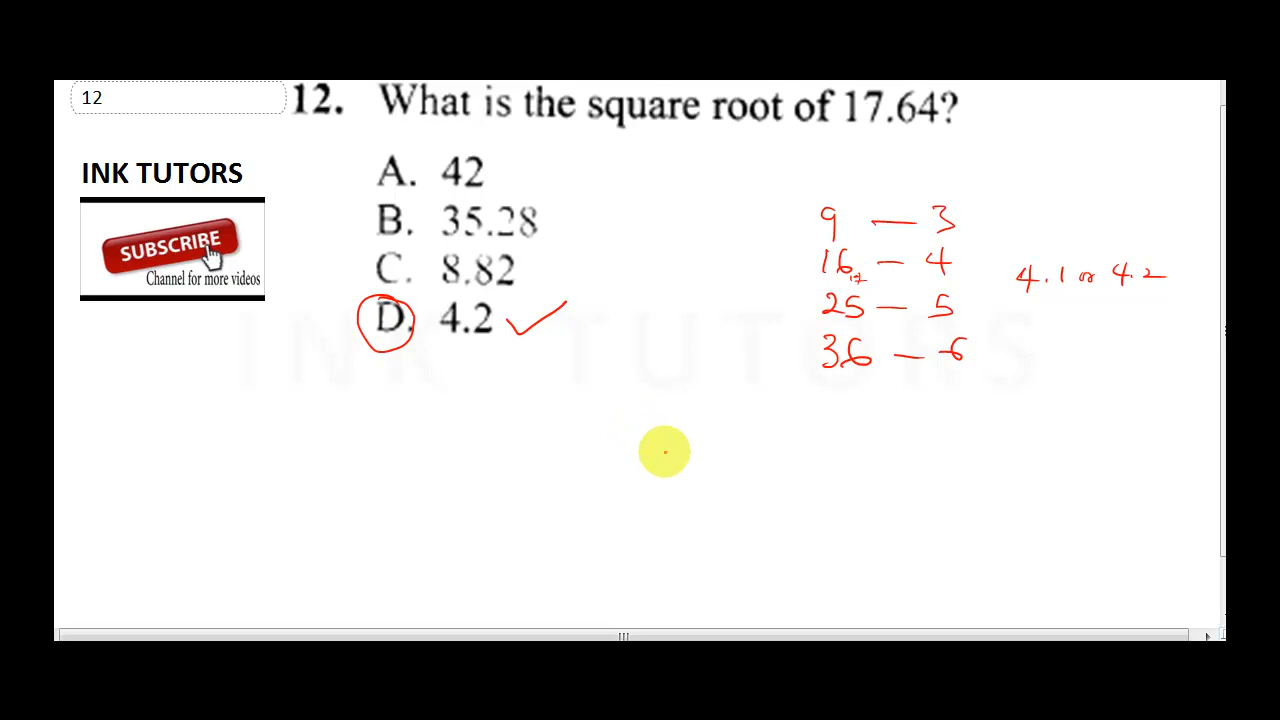 12
12. What is the square root of 17.64?
INK TUTORS
A. 42
B. 35.28
C. 8.82
D. 4.2
SUBSCRIBE
Channel for more videos
9 — 3
16 — 4
4.1 or 4.2
25 — 5
36 — 6
INK TUTORS